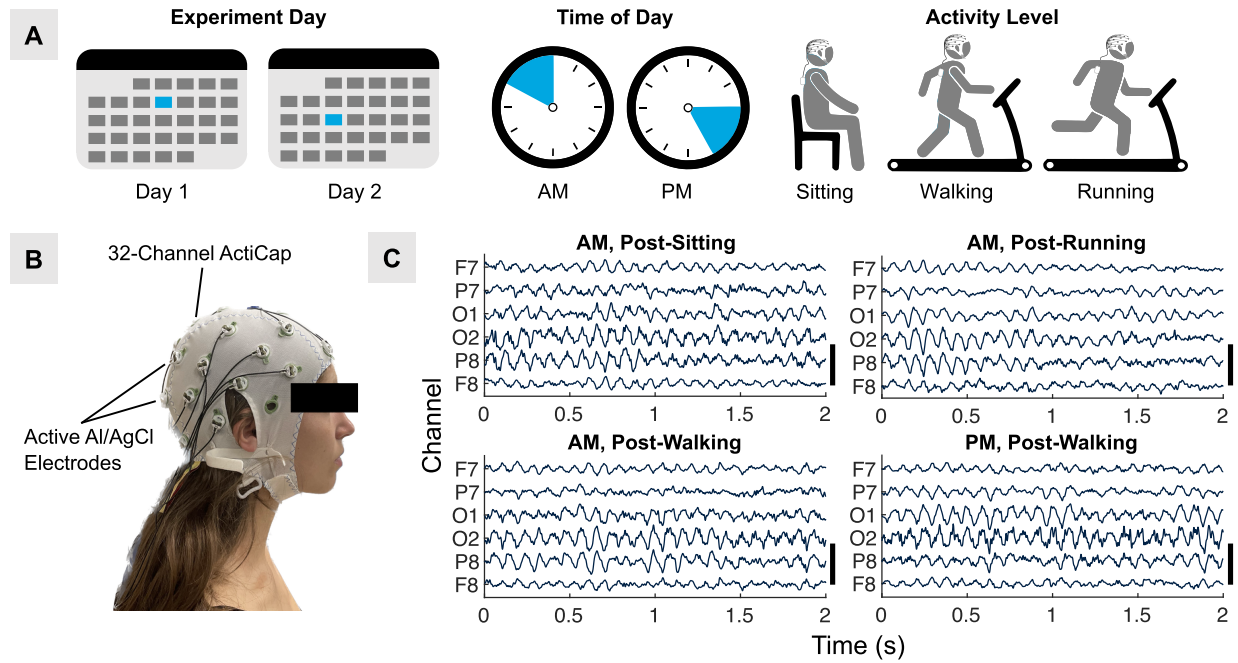 A
Experiment Day
Time of Day
Activity Level
Day 1
Day 2
AM
PM
Sitting
Walking
Running
B
32-Channel ActiCap
Active Al/AgCl
Electrodes
C
Channel
AM, Post-Sitting
F7
P7
O1
O2
P8
F8
0
0.5
1
1.5
2
AM, Post-Running
F7
P7
O1
O2
P8
F8
0
0.5
1
1.5
2
AM, Post-Walking
F7
P7
O1
O2
P8
F8
0
0.5
1
1.5
2
PM, Post-Walking
F7
P7
O1
O2
P8
F8
0
0.5
1
1.5
2
Time (s)